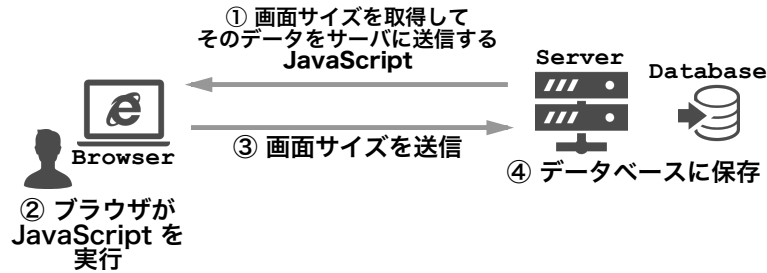 ① 画面サイズを取得して
そのデータをサーバに送信する
JavaScript
Server
Database
Browser
③ 画面サイズを送信
④ データベースに保存
② ブラウザが
JavaScript を
実行